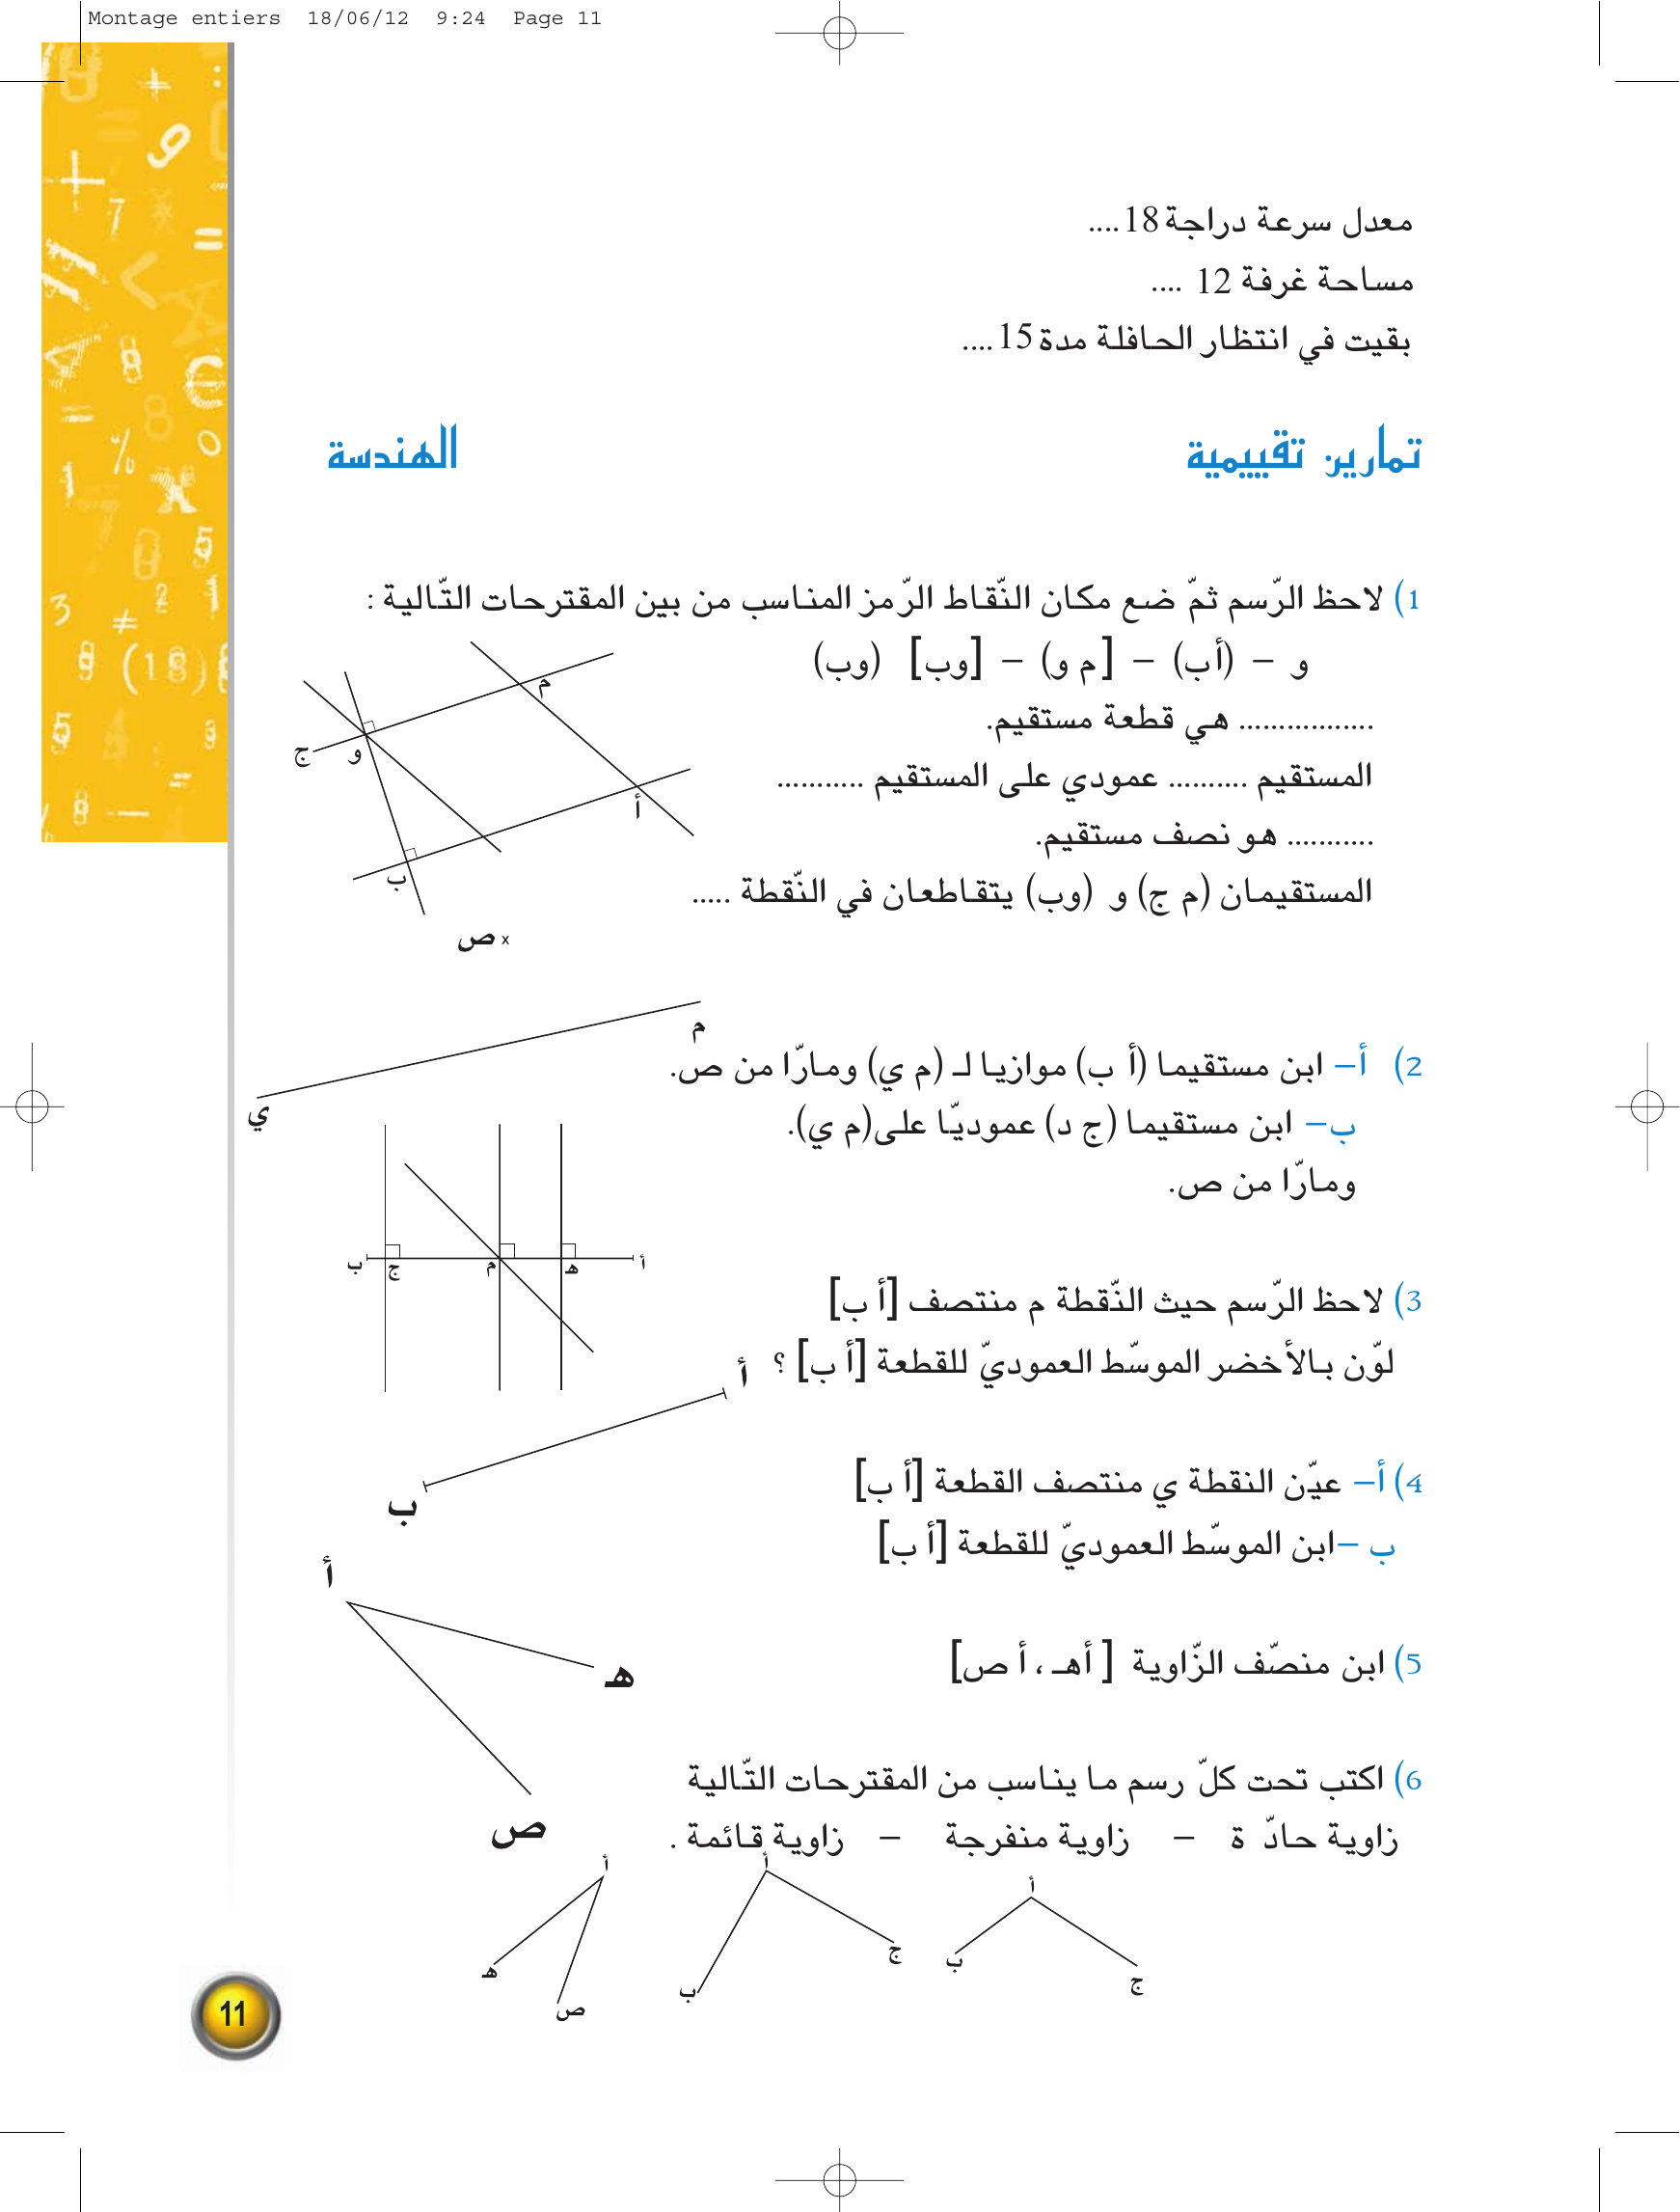 Montage entiers 18/06/12 9:24 Page 11
معدل سرعة دراجة 18....
مساحة غرفة 12 ....
بقيت في انتظار الحافلة مدة 15....
تمارين تقييمية الهندسة
1) لاحظ الرّسم ثمّ ضع مكان النّقاط الرّمز المناسب من بين المقترحات التّالية :
و – (أب) – [م و) – [وب] (وب)
................. هي قطعة مستقيم.
المستقيم .......... عمودي على المستقيم ...........
........... هو نصف مستقيم.
المستقيمان (م ج) و (وب) يتقاطعان في النّقطة .....
م
ج
و
أ
ب
ص x
م
ي
2) أ– ابن مستقيما (أ ب) موازيا لـ (م ي) ومارّا من ص.
ب– ابن مستقيما (ج د) عموديّا على(م ي).
ومارّا من ص.
أ
ه
م
ج
ب
3) لاحظ الرّسم حيث النّقطة م منتصف [أ ب]
لوّن بالأخضر الموسّط العموديّ للقطعة [أ ب] ؟
أ
ب
4) أ– عيّن النقطة ي منتصف القطعة [أ ب]
ب –ابن الموسّط العموديّ للقطعة [أ ب]
أ
ه
ص
5) ابن منصّف الزّاوية [ أهـ ، أ ص]
6) اكتب تحت كلّ رسم ما يناسب من المقترحات التّالية
زاوية حادّ ة – زاوية منفرجة – زاوية قائمة .
أ
ب
ج
أ
ب
ج
أ
ه
ص
11